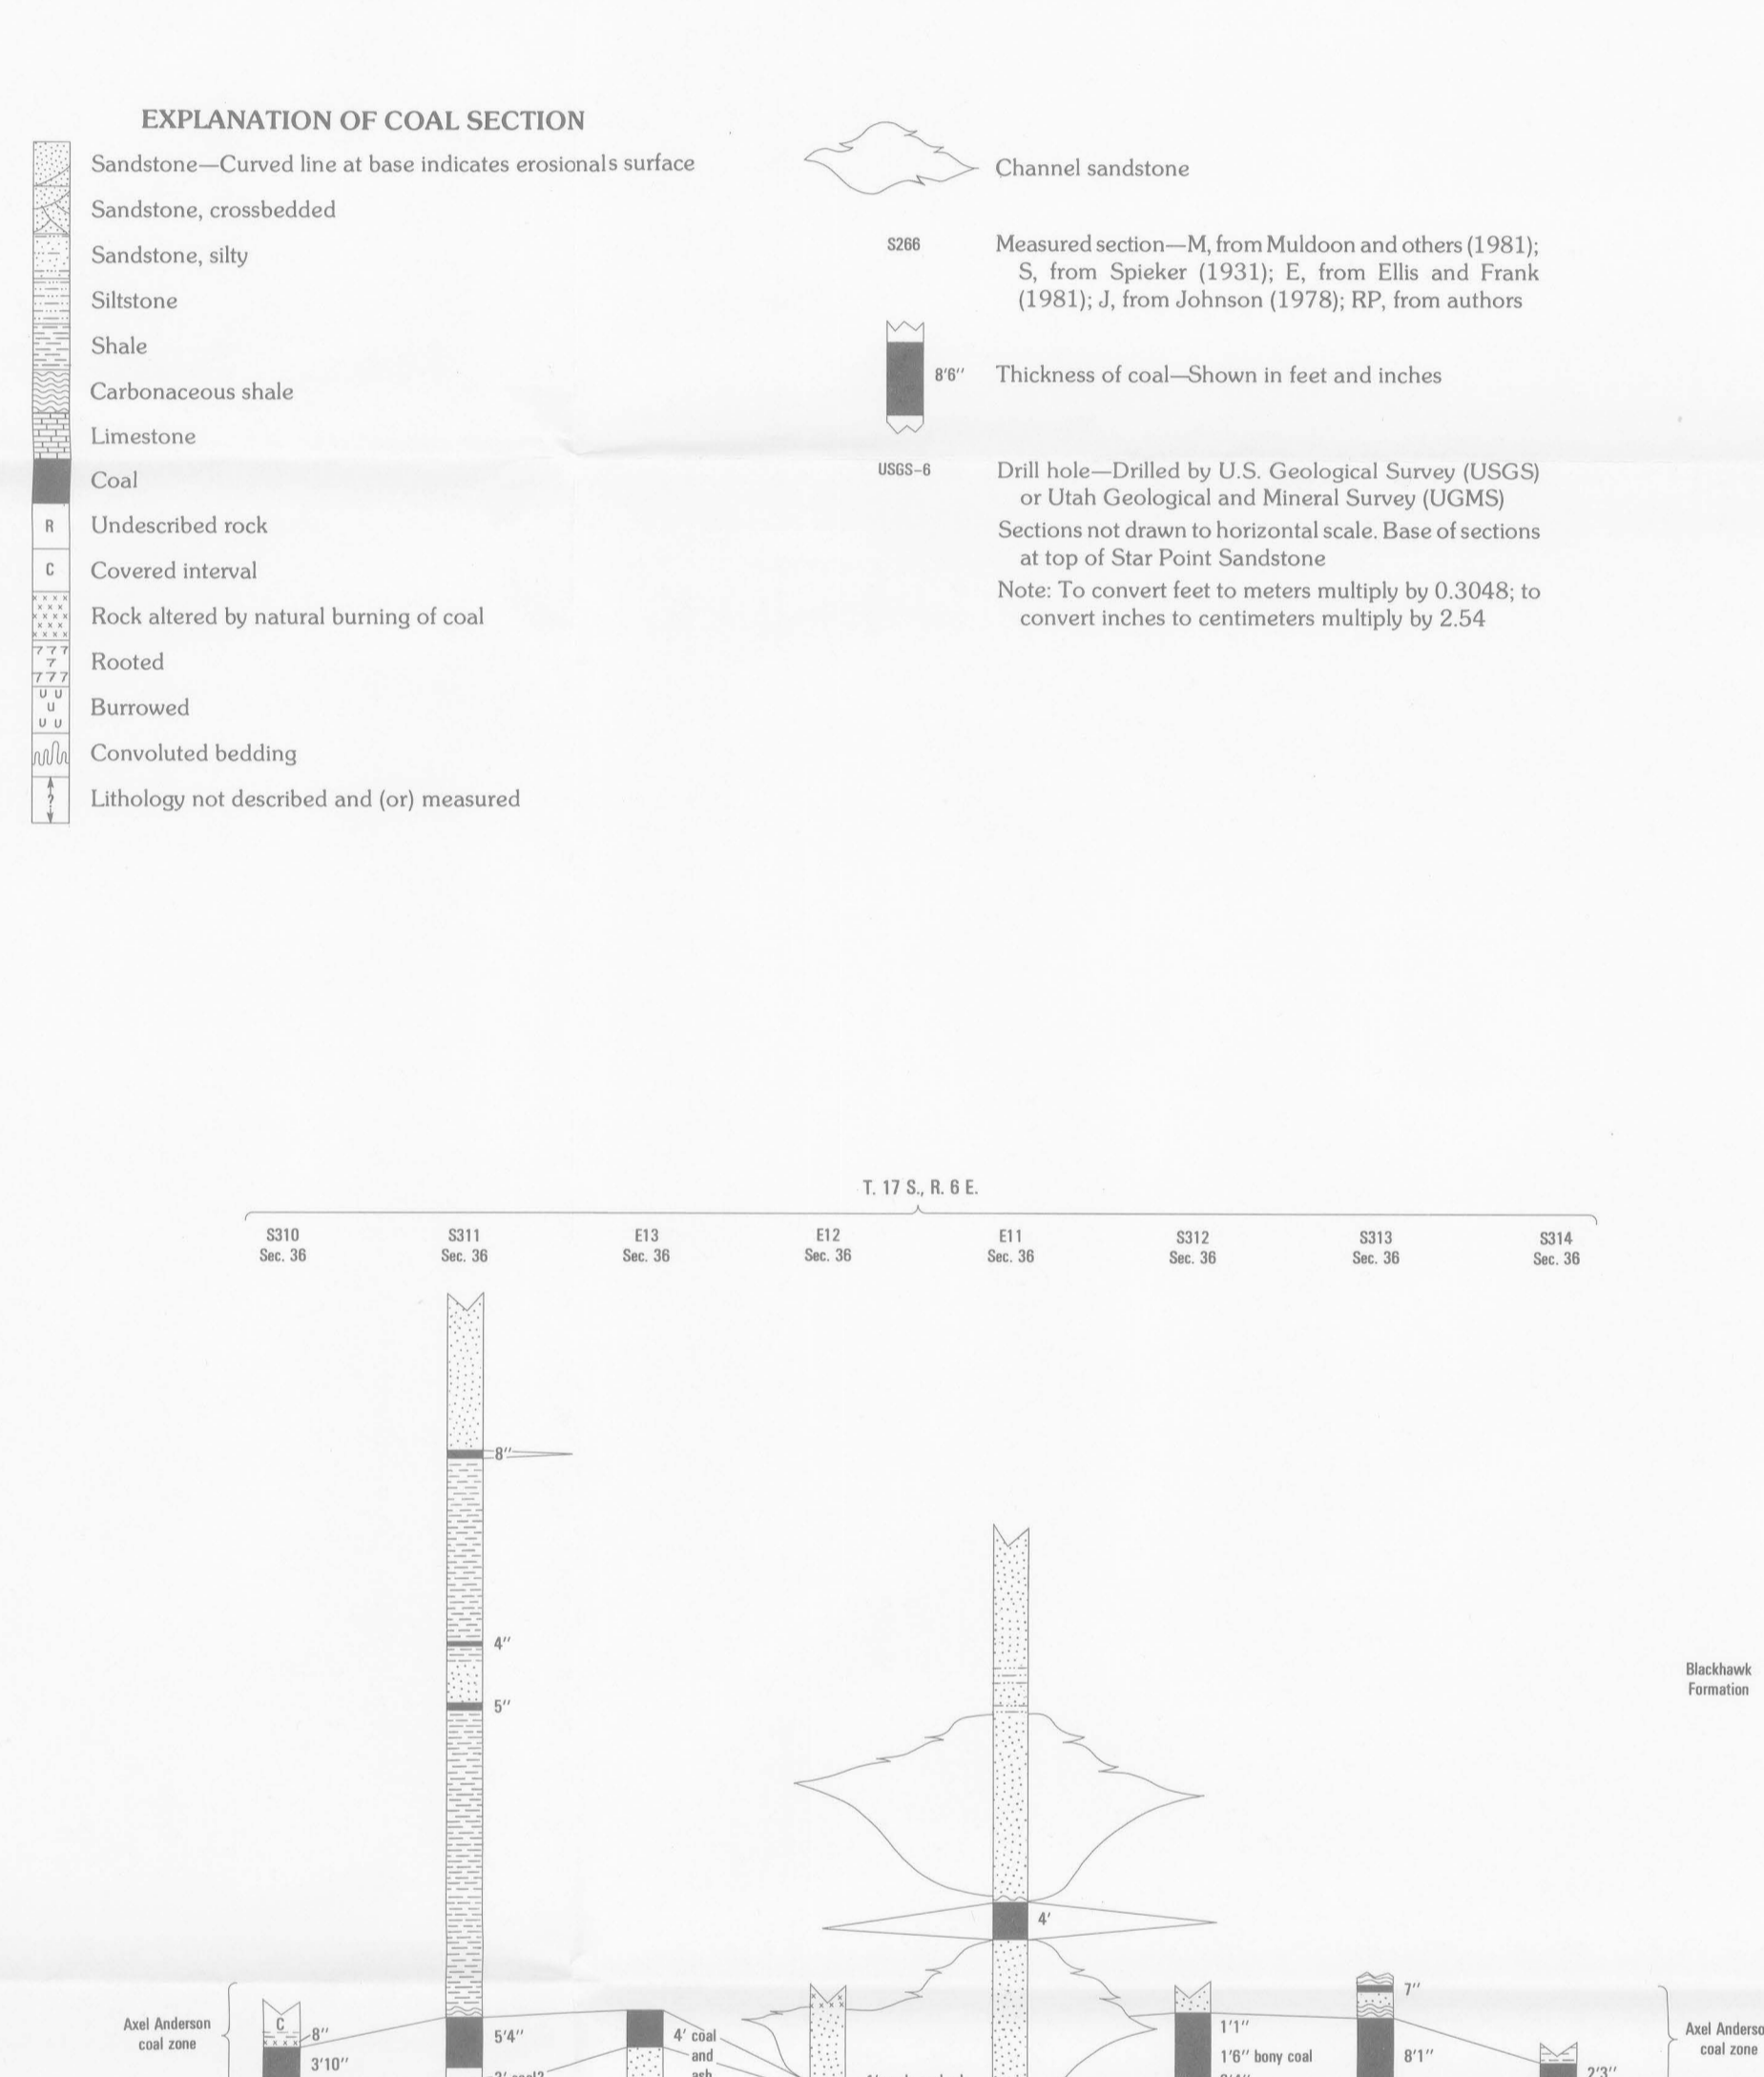 EXPLANATION OF COAL SECTION
Sandstone—Curved line at base indicates erosionals surface
Sandstone, crossbedded
Sandstone, silty
Siltstone
Shale
Carbonaceous shale
Limestone
Coal
R Undescribed rock
C Covered interval
Rock altered by natural burning of coal
Rooted
Burrowed
Convoluted bedding
? Lithology not described and (or) measured
Channel sandstone
S266 Measured section—M, from Muldoon and others (1981);
S, from Spieker (1931); E, from Ellis and Frank
(1981); J, from Johnson (1978); RP, from authors
8'6'' Thickness of coal—Shown in feet and inches
USGS-6 Drill hole—Drilled by U.S. Geological Survey (USGS)
or Utah Geological and Mineral Survey (UGMS)
Sections not drawn to horizontal scale. Base of sections
at top of Star Point Sandstone
Note: To convert feet to meters multiply by 0.3048; to
convert inches to centimeters multiply by 2.54
T. 17 S., R. 6 E.
S310 S311 E13 E12 E11 S312 S313 S314
Sec. 36 Sec. 36 Sec. 36 Sec. 36 Sec. 36 Sec. 36 Sec. 36 Sec. 36
8''
4''
5''
Blackhawk
Formation
4'
7''
Axel Anderson
coal zone
C
8''
3'10''
5'4''
4' coal
and
ash
1'1''
1'6'' bony coal
8'1''
2'3''
Axel Anderso
coal zone